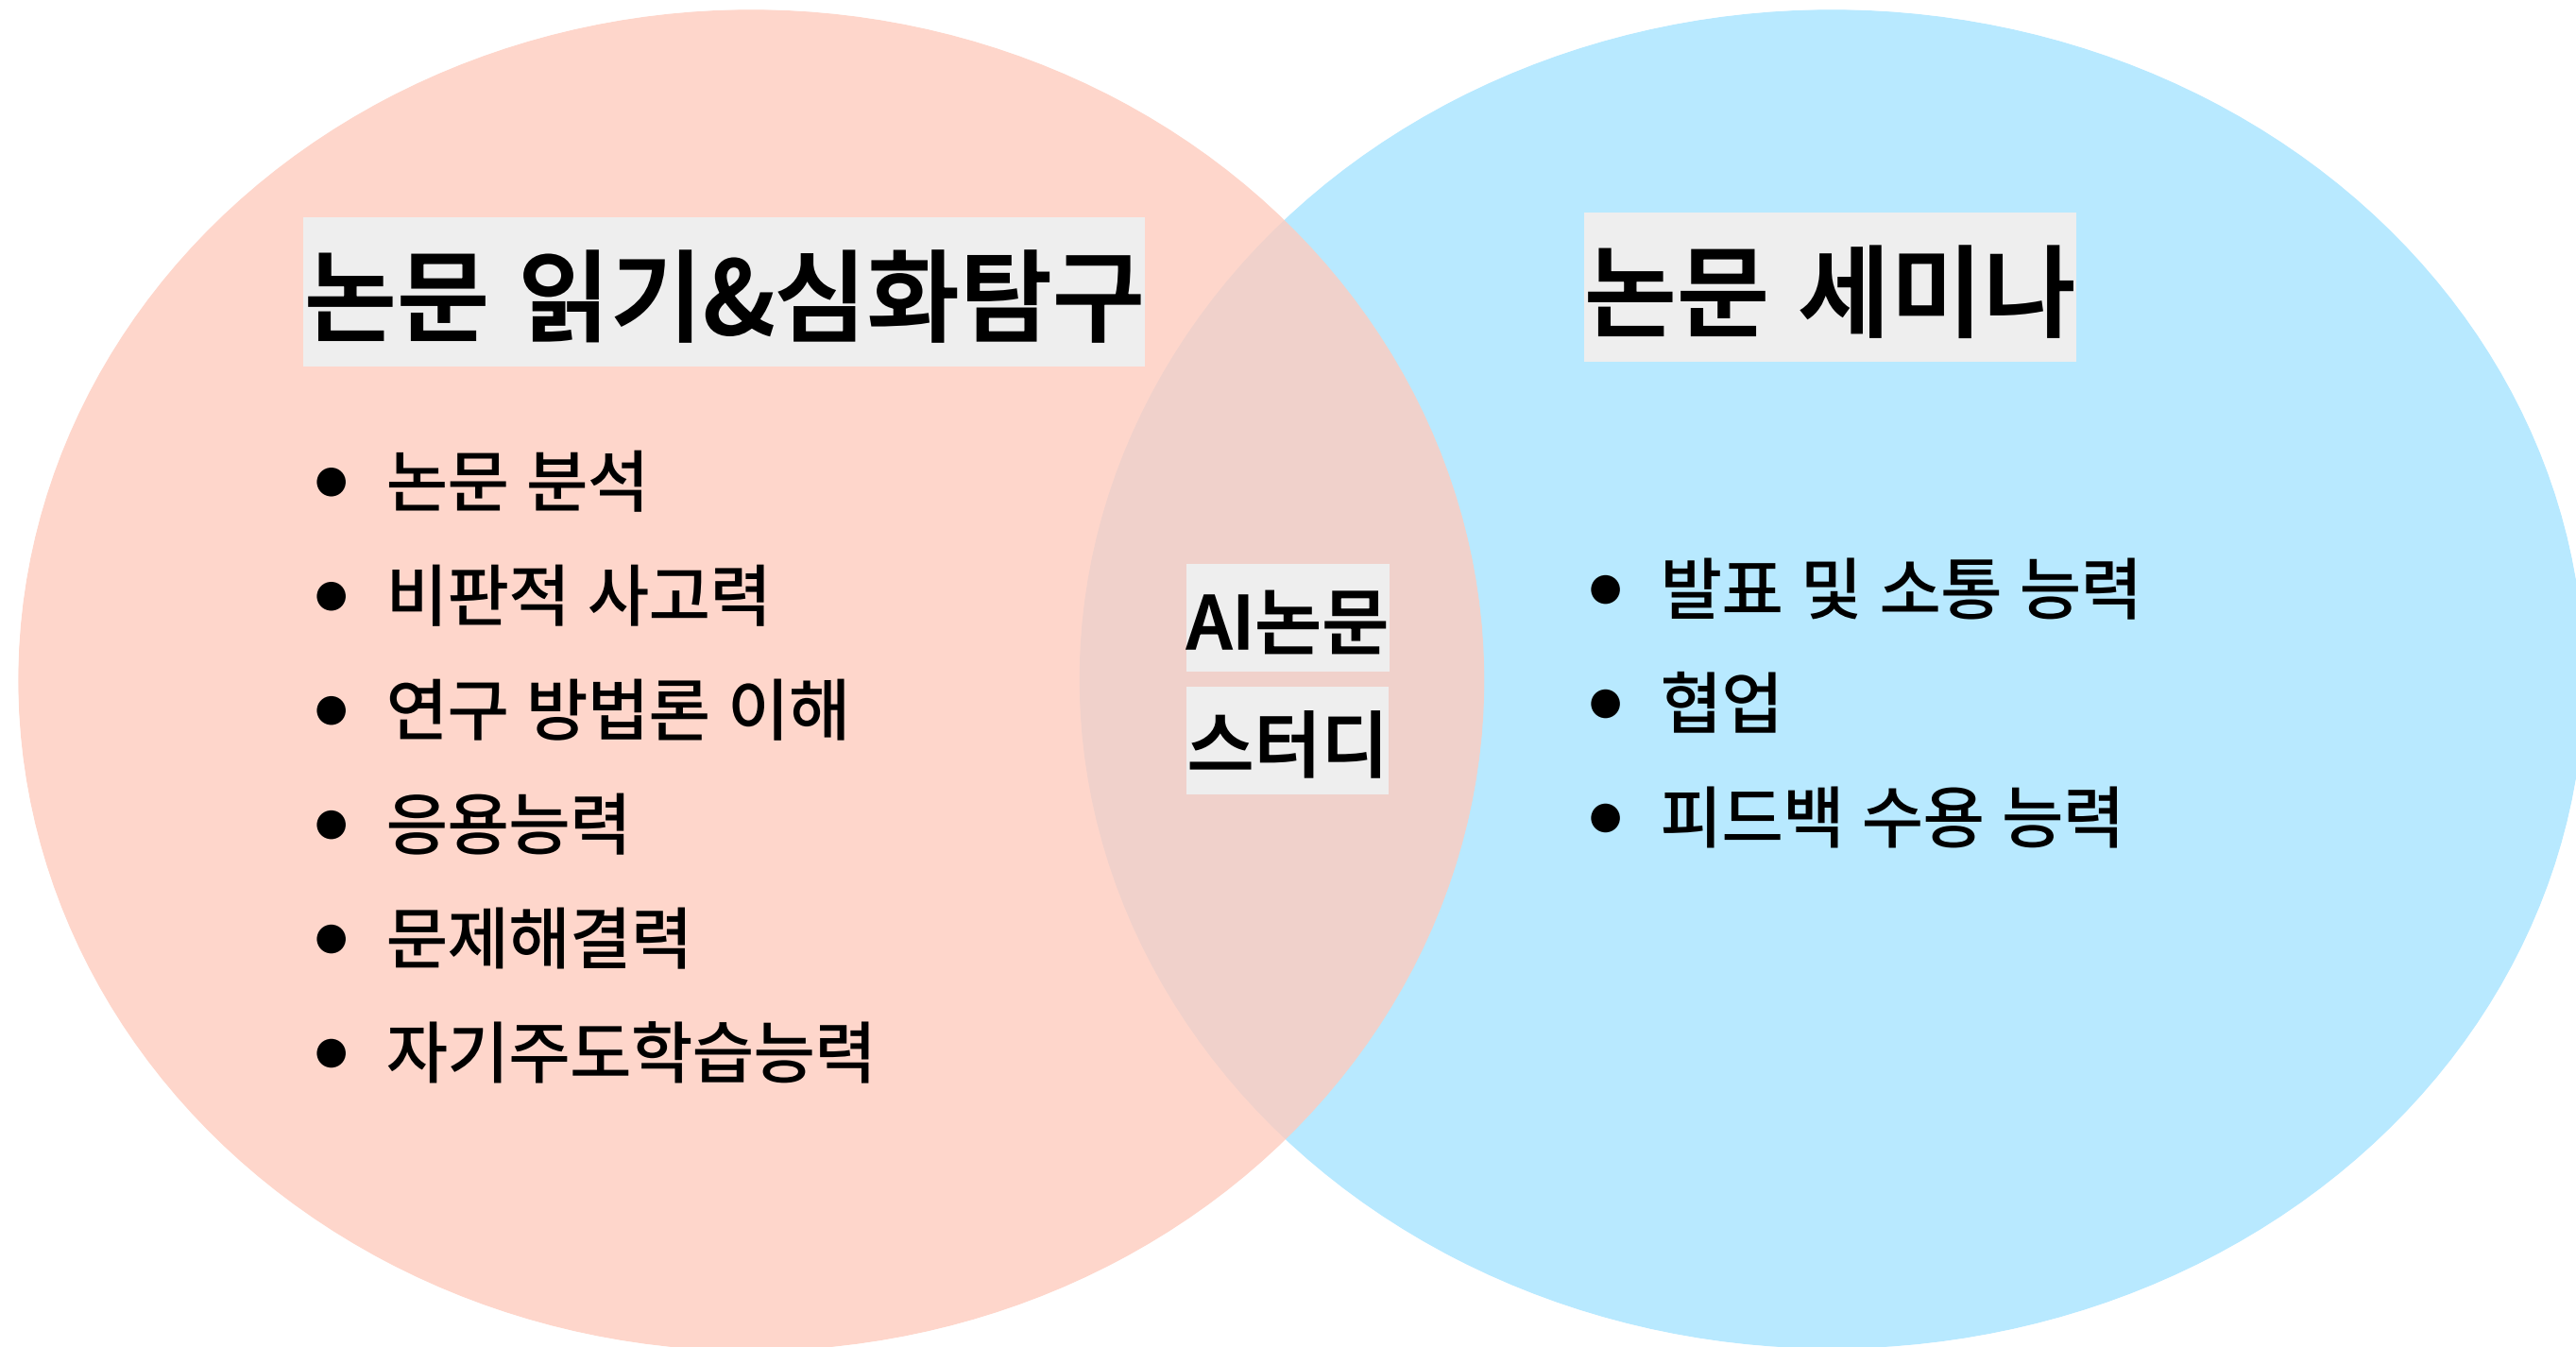 논문 읽기&심화탐구
• 논문 분석
• 비판적 사고력
• 연구 방법론 이해
• 응용능력
• 문제해결력
• 자기주도학습능력
AI논문
스터디
논문 세미나
• 발표 및 소통 능력
• 협업
• 피드백 수용 능력